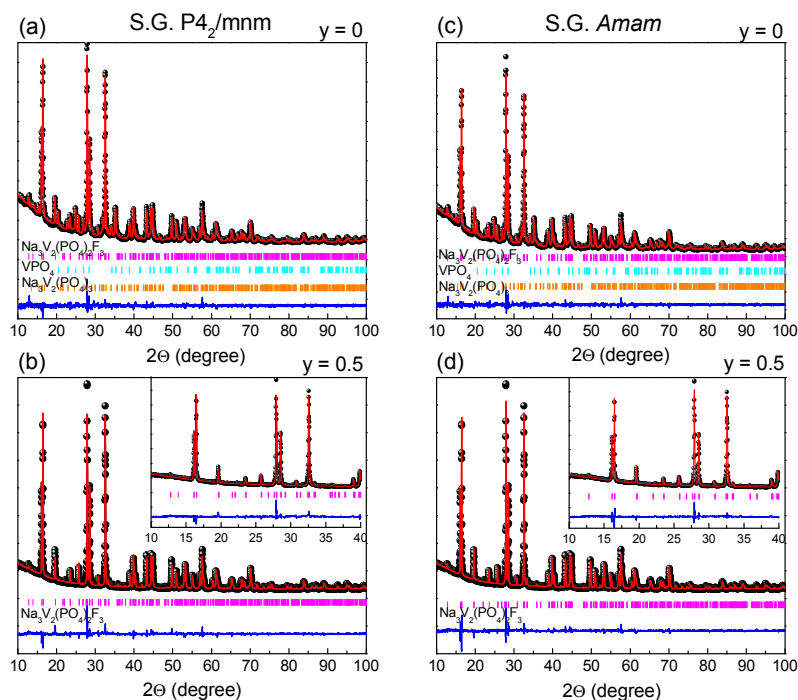 (a) S.G. P4₂/mnm y = 0
Na₃V₂(PO₄)₂F₃
VPO₄
Na₃V₂(PO₄)₃
10 20 30 40 50 60 70 80 90 100
2Θ (degree)
(c) S.G. Amam y = 0
Na₃V₂(PO₄)₂F₃
VPO₄
Na₃V₂(PO₄)₃
10 20 30 40 50 60 70 80 90 100
2Θ (degree)
(b) y = 0.5
10 15 20 25 30 35 40
Na₃V₂(PO₄)₂F₃
10 20 30 40 50 60 70 80 90 100
2Θ (degree)
(d) y = 0.5
10 15 20 25 30 35 40
Na₃V₂(PO₄)₂F₃
10 20 30 40 50 60 70 80 90 100
2Θ (degree)